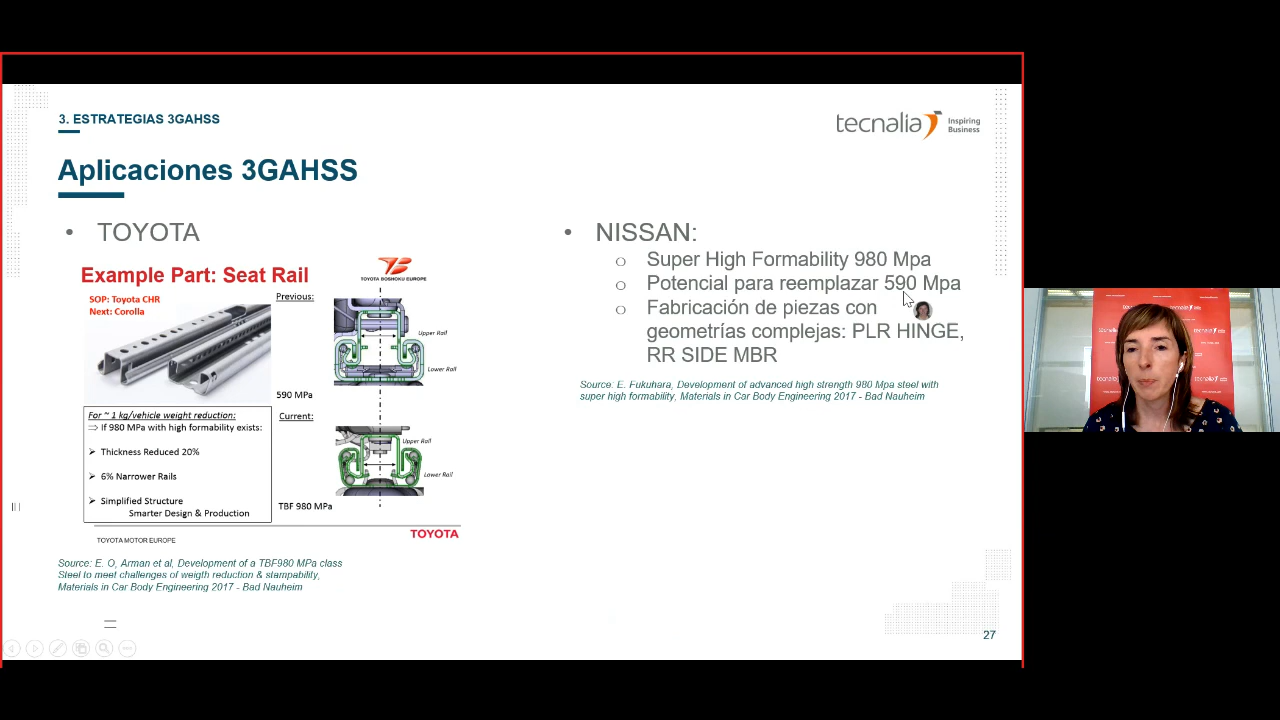 3. ESTRATEGIAS 3GAHSS
tecnalia Inspiring
Business
Aplicaciones 3GAHSS
• TOYOTA
Example Part: Seat Rail
TOYOTA BOSHOKU EUROPE
SOP: Toyota CHR
Next: Corolla
Previous:
Upper Rail
Lower Rail
590 MPa
For ~ 1 kg/vehicle weight reduction:
⇒ If 980 MPa with high formability exists:
➢ Thickness Reduced 20%
➢ 6% Narrower Rails
➢ Simplified Structure
Smarter Design & Production
Current:
Upper Rail
Lower Rail
TBF 980 MPa
TOYOTA MOTOR EUROPE
TOYOTA
Source: E. O, Arman et al, Development of a TBF980 MPa class
Steel to meet challenges of weigth reduction & stampability,
Materials in Car Body Engineering 2017 - Bad Nauheim
• NISSAN:
o Super High Formability 980 Mpa
o Potencial para reemplazar 590 Mpa
o Fabricación de piezas con
geometrías complejas: PLR HINGE,
RR SIDE MBR
Source: E. Fukuhara, Development of advanced high strength 980 Mpa steel with
super high formability, Materials in Car Body Engineering 2017 - Bad Nauheim
27
tecnalia